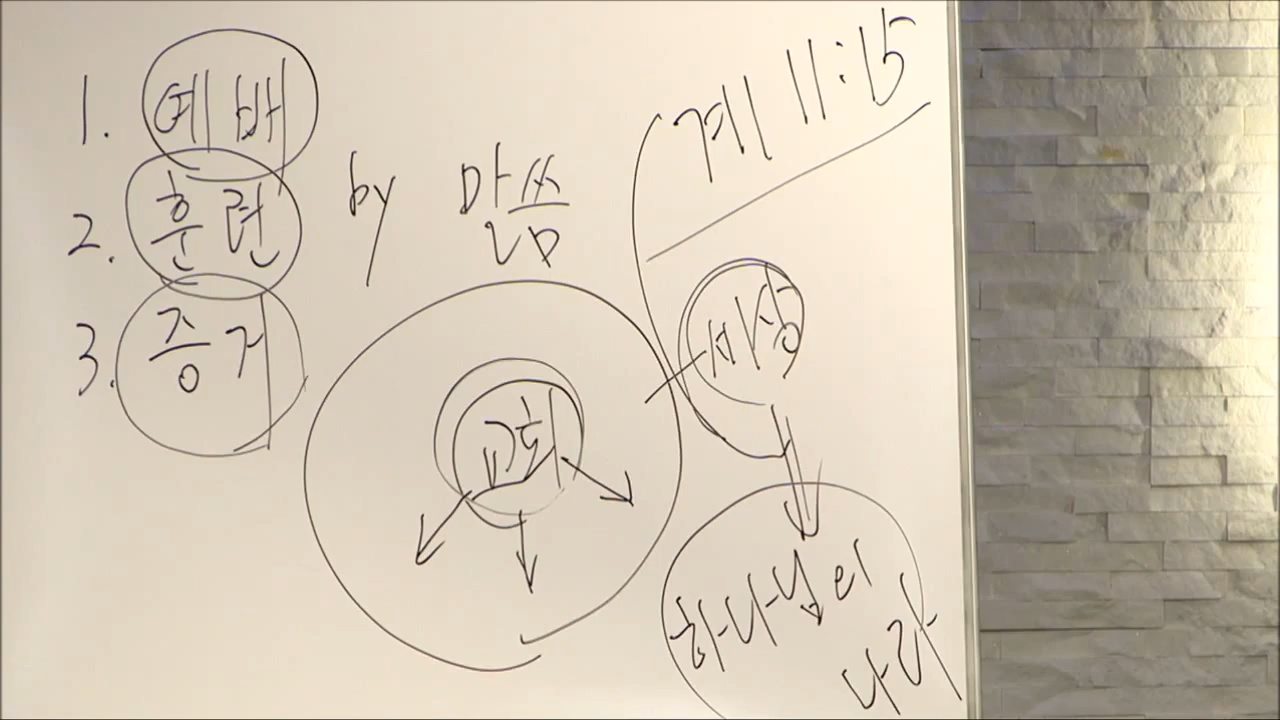 1. 예배
2. 훈련
3. 증거
by 말씀
계 11:15
교회
세상
하나님의
나라